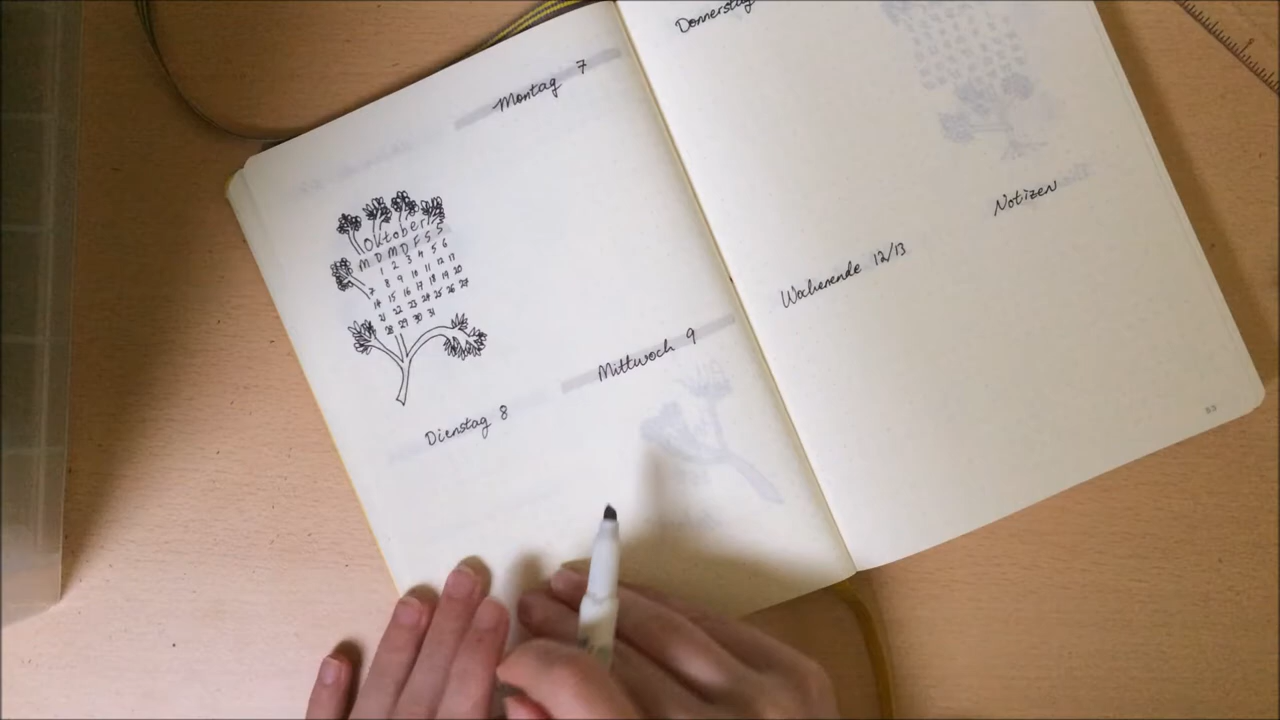 Montag 7
Oktober
M D M D F S S
1 2 3 4 5 6
7 8 9 10 11 12 13
14 15 16 17 18 19 20
21 22 23 24 25 26 27
28 29 30 31
Dienstag 8
Mittwoch 9
Donnerstag
Notizen
Wochenende 12/13